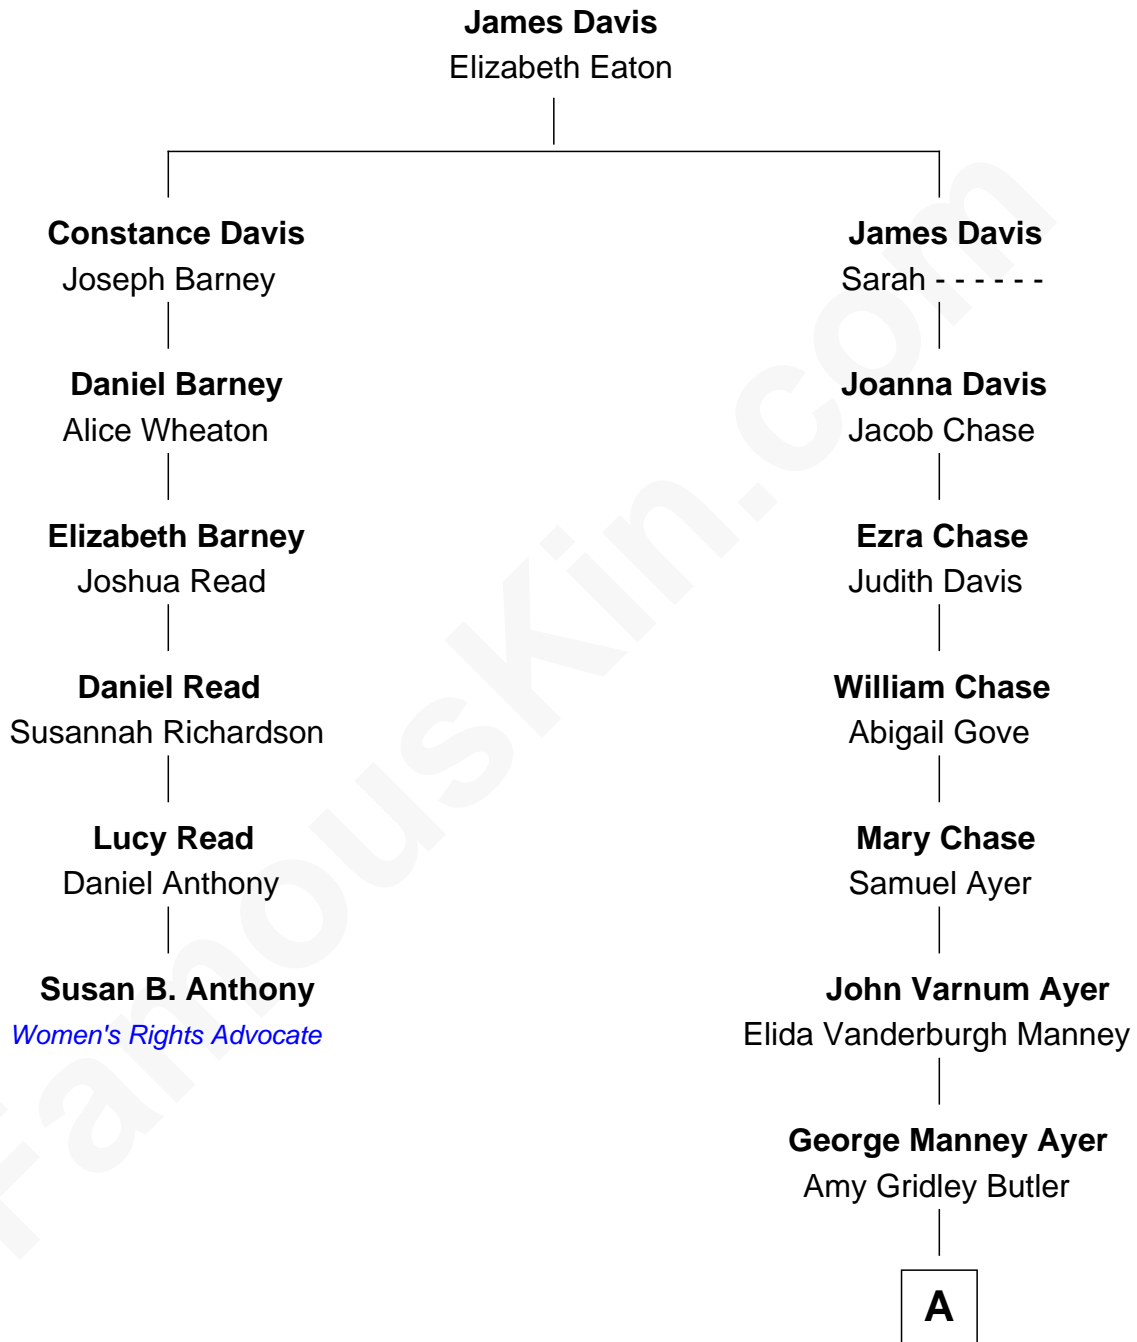 James Davis
Elizabeth Eaton
Constance Davis
Joseph Barney
James Davis
Sarah - - - - - -
Daniel Barney
Alice Wheaton
Joanna Davis
Jacob Chase
Elizabeth Barney
Joshua Read
Ezra Chase
Judith Davis
Daniel Read
Susannah Richardson
William Chase
Abigail Gove
Lucy Read
Daniel Anthony
Mary Chase
Samuel Ayer
Susan B. Anthony
Women's Rights Advocate
John Varnum Ayer
Elida Vanderburgh Manney
George Manney Ayer
Amy Gridley Butler
A
FamousKin.com